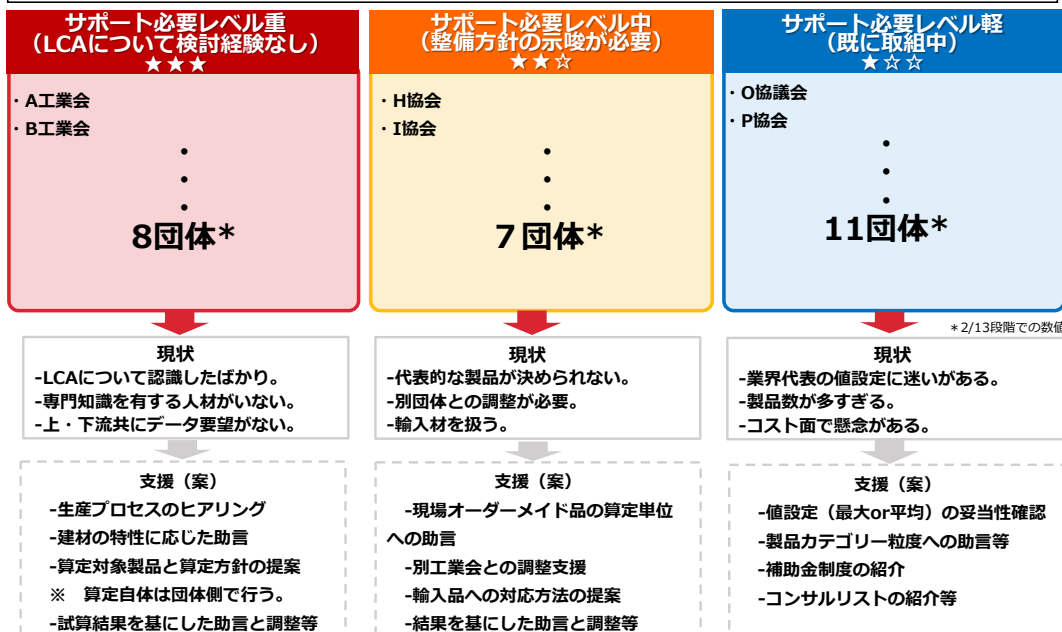 サポート必要レベル重
（LCAについて検討経験なし）
★★★
・A工業会
・B工業会
・
・
・
8団体*
サポート必要レベル中
（整備方針の示唆が必要）
★★☆
・H協会
・I協会
・
・
・
７団体*
サポート必要レベル軽
（既に取組中）
★☆☆
・O協議会
・P協会
・
・
・
11団体*
＊2/13段階での数値
現状
-LCAについて認識したばかり。
-専門知識を有する人材がいない。
-上・下流共にデータ要望がない。
現状
-代表的な製品が決められない。
-別団体との調整が必要。
-輸入材を扱う。
現状
-業界代表の値設定に迷いがある。
-製品数が多すぎる。
-コスト面で懸念がある。
支援（案）
-生産プロセスのヒアリング
-建材の特性に応じた助言
-算定対象製品と算定方針の提案
※　算定自体は団体側で行う。
-試算結果を基にした助言と調整等
支援（案）
-現場オーダーメイド品の算定単位
への助言
-別工業会との調整支援
-輸入品への対応方法の提案
-結果を基にした助言と調整等
支援（案）
-値設定（最大or平均）の妥当性確認
-製品カテゴリー粒度への助言等
-補助金制度の紹介
-コンサルリストの紹介等